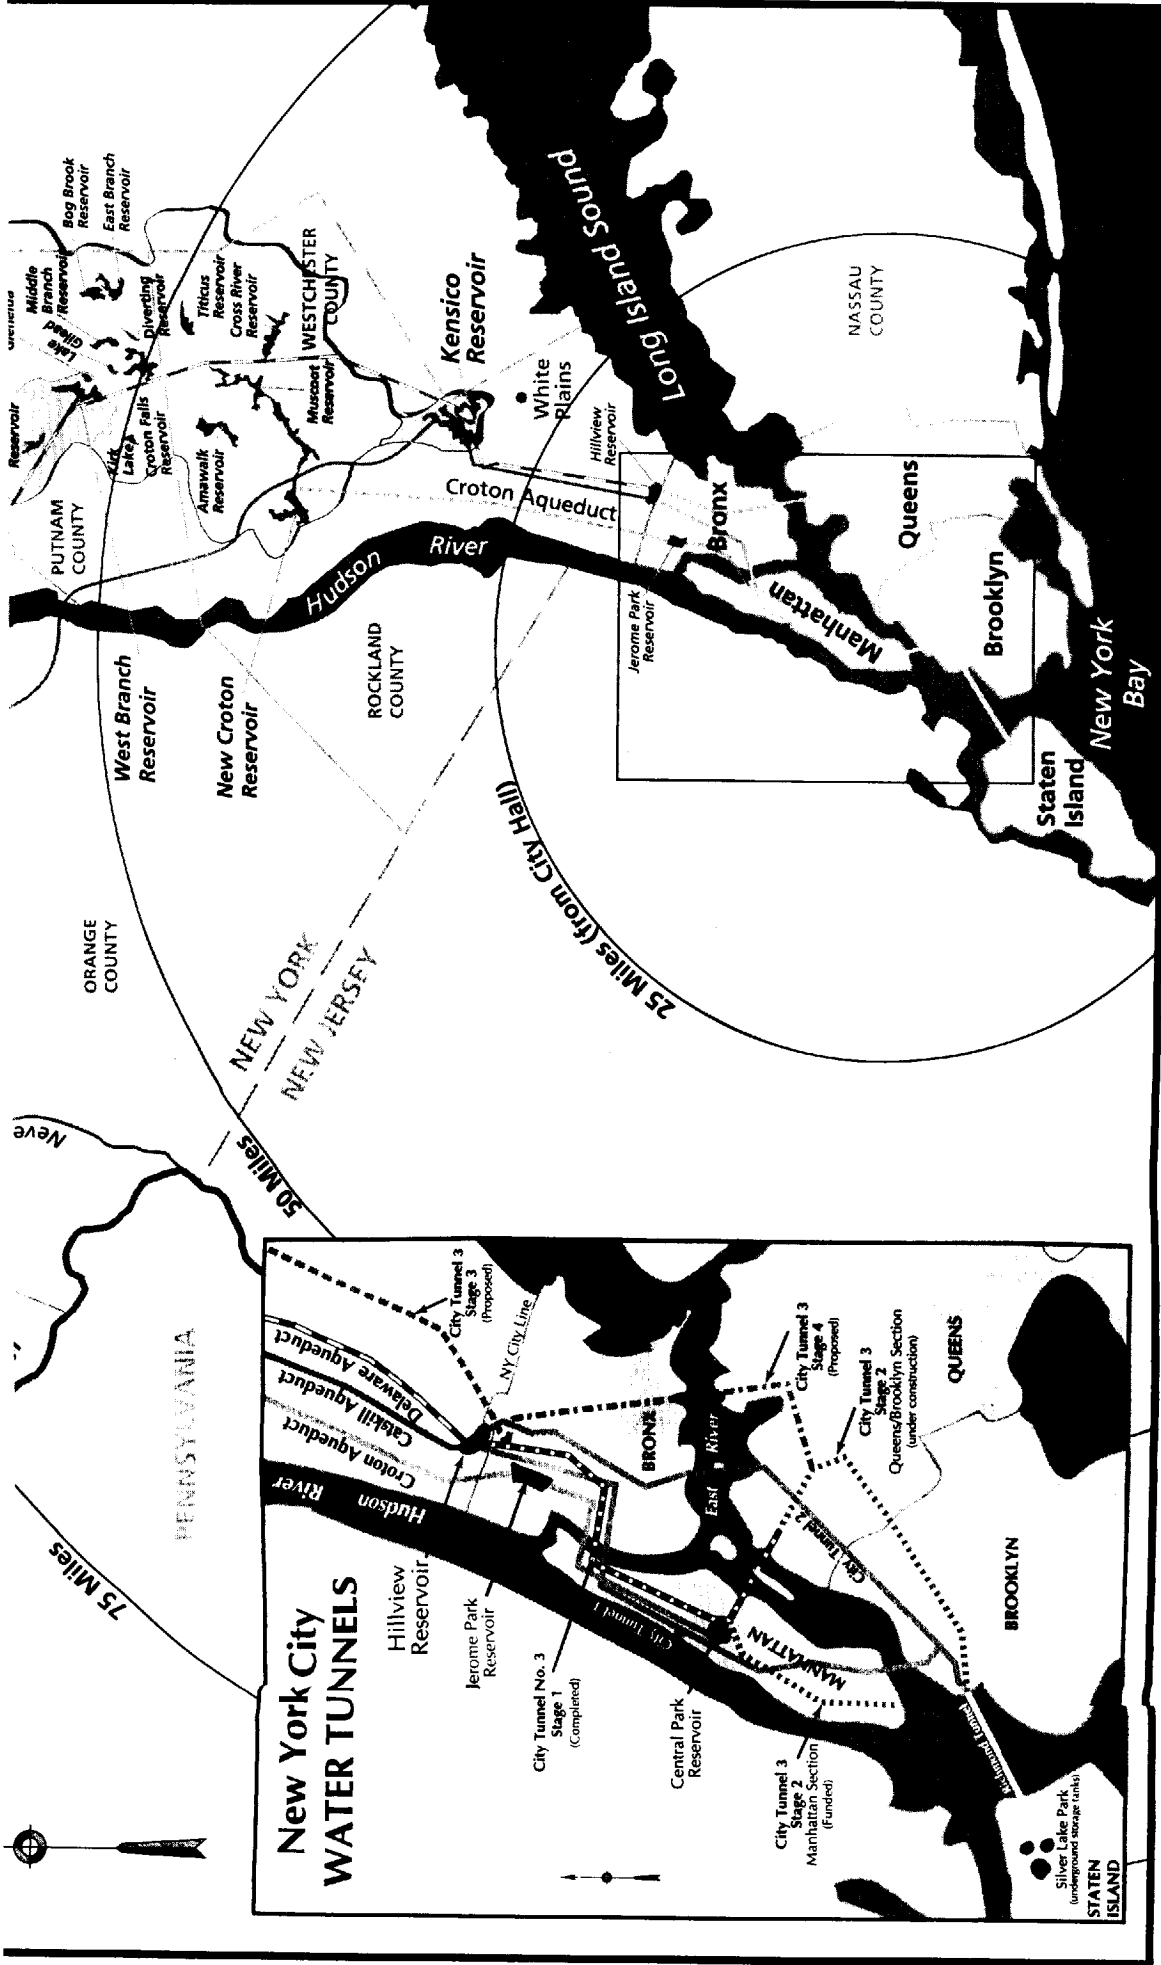 Bog Brook
Reservoir
East Branch
Reservoir
Middle
Branch
Reservoir
Lake
Gilead
Diverting
Reservoir
Titicus
Reservoir
Cross River
Reservoir
WESTCHESTER
COUNTY
Kensico
Reservoir
Long Island Sound
NASSAU
COUNTY
Reservoir
Kirk
Lake
Croton Falls
Reservoir
Amawalk
Reservoir
Muscoot
Reservoir
White
Plains
Hillview
Reservoir
PUTNAM
COUNTY
Croton Aqueduct
Bronx
Queens
Hudson River
Jerome Park
Reservoir
Manhattan
Brooklyn
West Branch
Reservoir
New Croton
Reservoir
ROCKLAND
COUNTY
Staten
Island
New York
Bay
ORANGE
COUNTY
NEW YORK
NEW JERSEY
25 Miles (from City Hall)
Neve
50 Miles
PENNSYLVANIA
75 Miles
New York City
WATER TUNNELS
City Tunnel 3
Stage 3
(Proposed)
Delaware Aqueduct
Catskill Aqueduct
Croton Aqueduct
NY City Line
Hudson River
Hillview
Reservoir
Jerome Park
Reservoir
BRONX
East River
City Tunnel 3
Stage 4
(Proposed)
City Tunnel 3
Stage 2
Queens/Brooklyn Section
(under construction)
QUEENS
City Tunnel No. 3
Stage 1
(Completed)
City Tunnel 1
City Tunnel 2
MANHATTAN
Central Park
Reservoir
City Tunnel 3
Stage 2
Manhattan Section
(Funded)
BROOKLYN
Richmond Tunnel
Silver Lake Park
(underground storage tanks)
STATEN
ISLAND